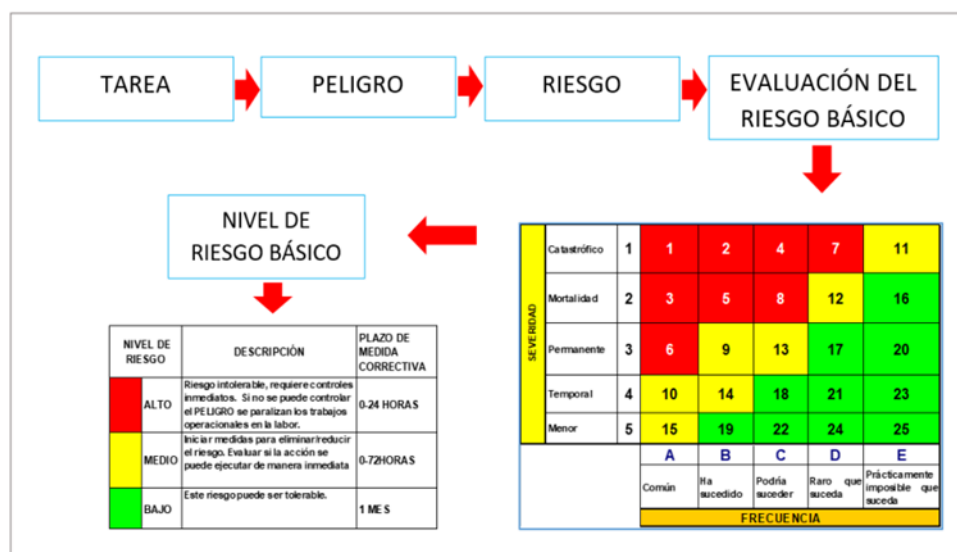 TAREA
PELIGRO
RIESGO
EVALUACIÓN DEL
RIESGO BÁSICO
NIVEL DE
RIESGO BÁSICO
NIVEL DE
RIESGO
DESCRIPCIÓN
PLAZO DE
MEDIDA
CORRECTIVA
ALTO
Riesgo intolerable, requiere controles
inmediatos. Si no se puede controlar
el PELIGRO se paralizan los trabajos
operacionales en la labor.
0-24 HORAS
MEDIO
Iniciar medidas para eliminar/reducir
el riesgo. Evaluar si la acción se
puede ejecutar de manera inmediata
0-72HORAS
BAJO
Este riesgo puede ser tolerable.
1 MES
SEVERIDAD
Catastrófico 1 1 2 4 7 11
Mortalidad 2 3 5 8 12 16
Permanente 3 6 9 13 17 20
Temporal 4 10 14 18 21 23
Menor 5 15 19 22 24 25
A B C D E
Común
Ha
sucedido
Podría
suceder
Raro que
suceda
Prácticamente
imposible que
suceda
FRECUENCIA